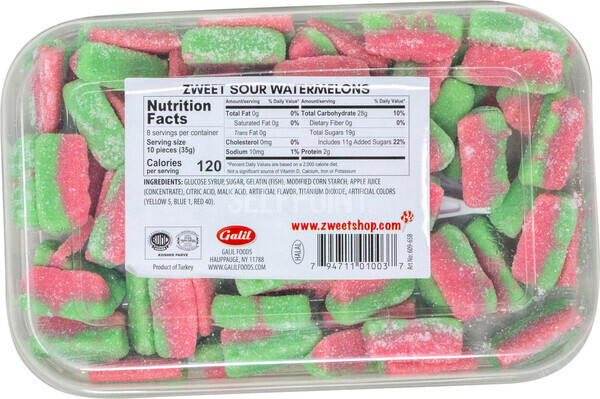 ZWEET SOUR WATERMELONS
Nutrition
Facts
8 servings per container
Serving size
10 pieces (35g)
Calories
per serving 120
Amount/serving % Daily Value*
Total Fat 0g 0%
Saturated Fat 0g 0%
Trans Fat 0g
Cholesterol 0mg 0%
Sodium 10mg 1%
Amount/serving % Daily Value*
Total Carbohydrate 28g 10%
Dietary Fiber 0g 0%
Total Sugars 19g
Includes 11g Added Sugars 22%
Protein 2g
*Percent Daily Values are based on a 2,000 calorie diet.
Not a significant source of Vitamin D, Calcium, Iron or Potassium
INGREDIENTS: GLUCOSE SYRUP, SUGAR, GELATIN (FISH), MODIFIED CORN STARCH, APPLE JUICE
(CONCENTRATE), CITRIC ACID, MALIC ACID, ARTIFICIAL FLAVOR, TITANIUM DIOXIDE, ARTIFICIAL COLORS
(YELLOW 5, BLUE 1, RED 40).
KOSHER PARVE
Product of Turkey
Galil
GALIL FOODS
HAUPPAUGE, NY 11788
WWW.GALILFOODS.COM
www.zweetshop.com
HALAL
7 94711 01003 7
Art No: 609-658